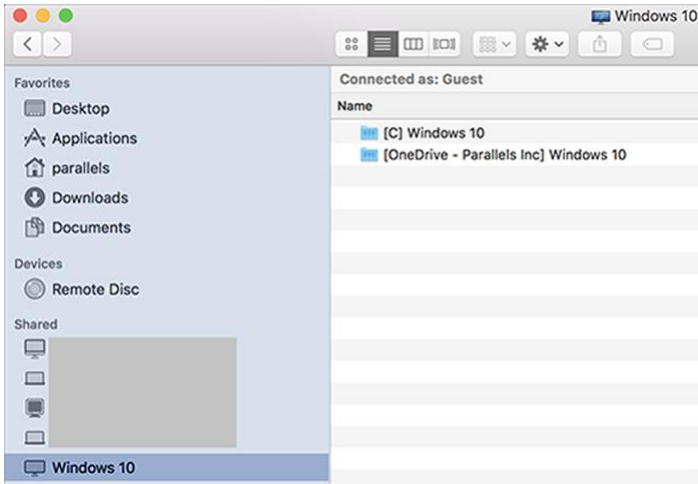 Windows 10
Favorites
Desktop
Applications
parallels
Downloads
Documents
Devices
Remote Disc
Shared
Windows 10
Connected as: Guest
Name
[C] Windows 10
[OneDrive - Parallels Inc] Windows 10